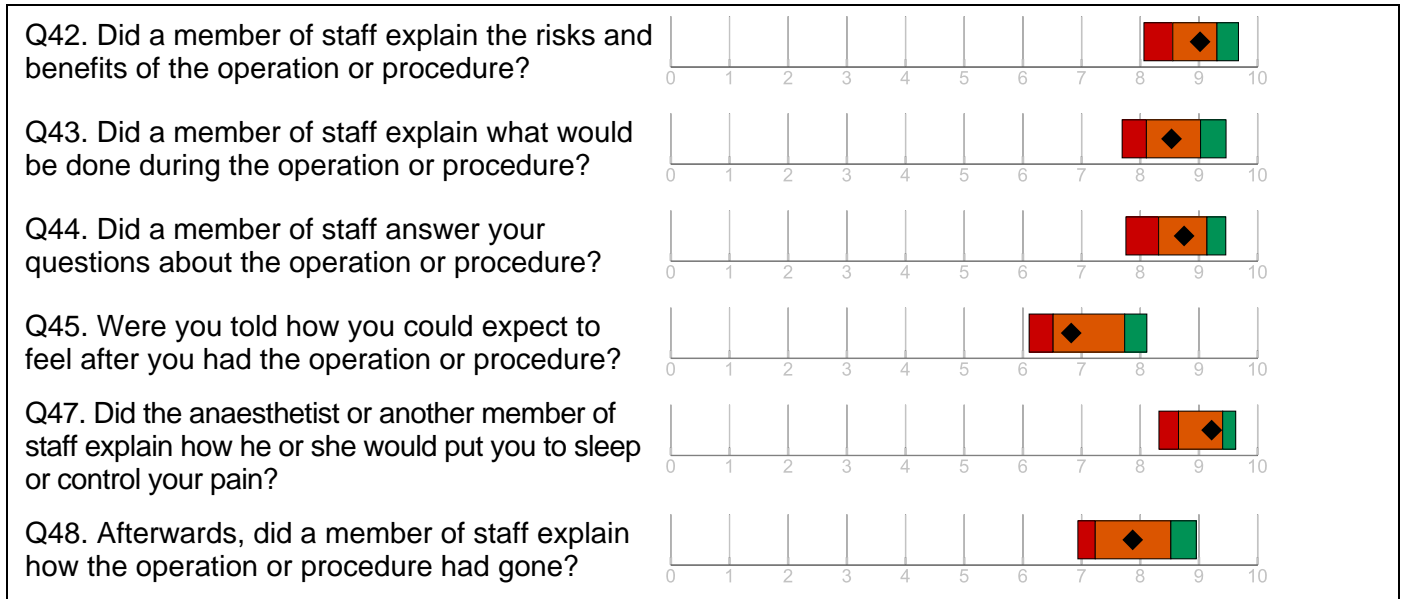 Q42. Did a member of staff explain the risks and
benefits of the operation or procedure?
0 1 2 3 4 5 6 7 8 9 10
Q43. Did a member of staff explain what would
be done during the operation or procedure?
0 1 2 3 4 5 6 7 8 9 10
Q44. Did a member of staff answer your
questions about the operation or procedure?
0 1 2 3 4 5 6 7 8 9 10
Q45. Were you told how you could expect to
feel after you had the operation or procedure?
0 1 2 3 4 5 6 7 8 9 10
Q47. Did the anaesthetist or another member of
staff explain how he or she would put you to sleep
or control your pain?
0 1 2 3 4 5 6 7 8 9 10
Q48. Afterwards, did a member of staff explain
how the operation or procedure had gone?
0 1 2 3 4 5 6 7 8 9 10